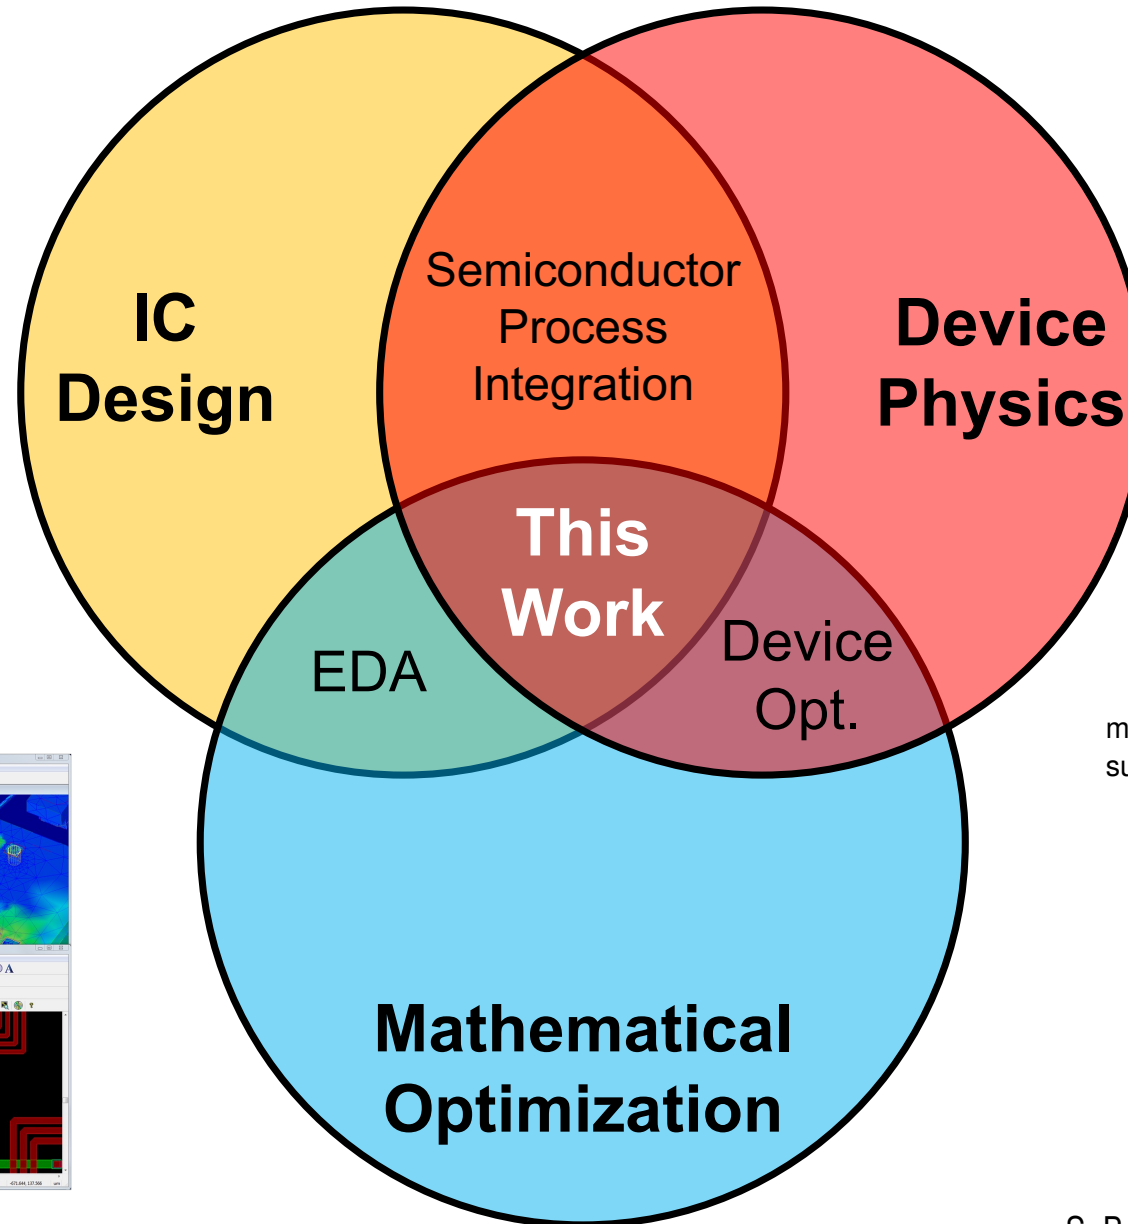 IC
Design
Semiconductor
Process
Integration
Device
Physics
This
Work
EDA
Device
Opt.
Mathematical
Optimization
A